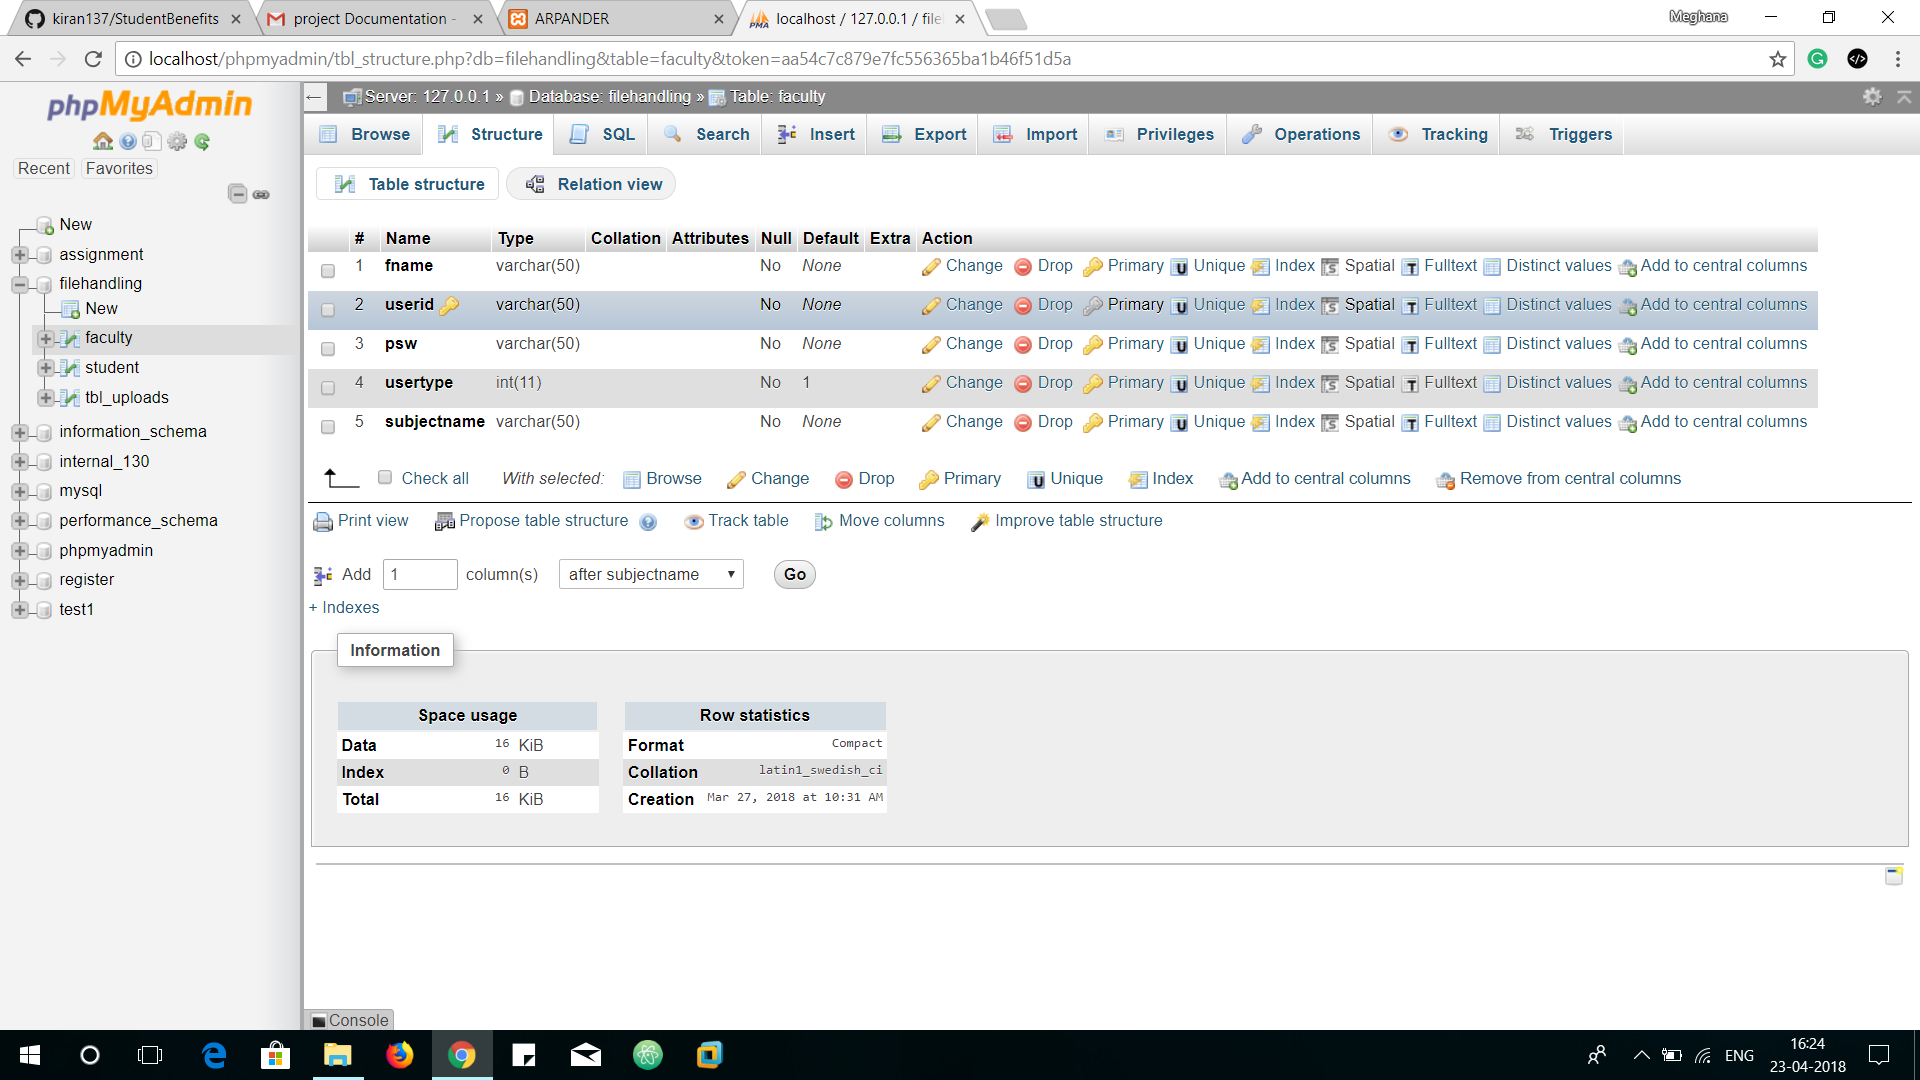 kiran137/StudentBenefits
project Documentation -
ARPANDER
localhost / 127.0.0.1 / file
Meghana
localhost/phpmyadmin/tbl_structure.php?db=filehandling&table=faculty&token=aa54c7c879e7fc556365ba1b46f51d5a
phpMyAdmin
Recent Favorites
New
assignment
filehandling
New
faculty
student
tbl_uploads
information_schema
internal_130
mysql
performance_schema
phpmyadmin
register
test1
Server: 127.0.0.1 » Database: filehandling » Table: faculty
Browse Structure SQL Search Insert Export Import Privileges Operations Tracking Triggers
Table structure Relation view
# Name Type Collation Attributes Null Default Extra Action
1 fname varchar(50) No None Change Drop Primary Unique Index Spatial Fulltext Distinct values Add to central columns
2 userid varchar(50) No None Change Drop Primary Unique Index Spatial Fulltext Distinct values Add to central columns
3 psw varchar(50) No None Change Drop Primary Unique Index Spatial Fulltext Distinct values Add to central columns
4 usertype int(11) No 1 Change Drop Primary Unique Index Spatial Fulltext Distinct values Add to central columns
5 subjectname varchar(50) No None Change Drop Primary Unique Index Spatial Fulltext Distinct values Add to central columns
Check all With selected: Browse Change Drop Primary Unique Index Add to central columns Remove from central columns
Print view Propose table structure Track table Move columns Improve table structure
Add 1 column(s) after subjectname Go
+ Indexes
Information
Space usage
Data 16 KiB
Index 0 B
Total 16 KiB
Row statistics
Format Compact
Collation latin1_swedish_ci
Creation Mar 27, 2018 at 10:31 AM
Console
ENG
16:24
23-04-2018